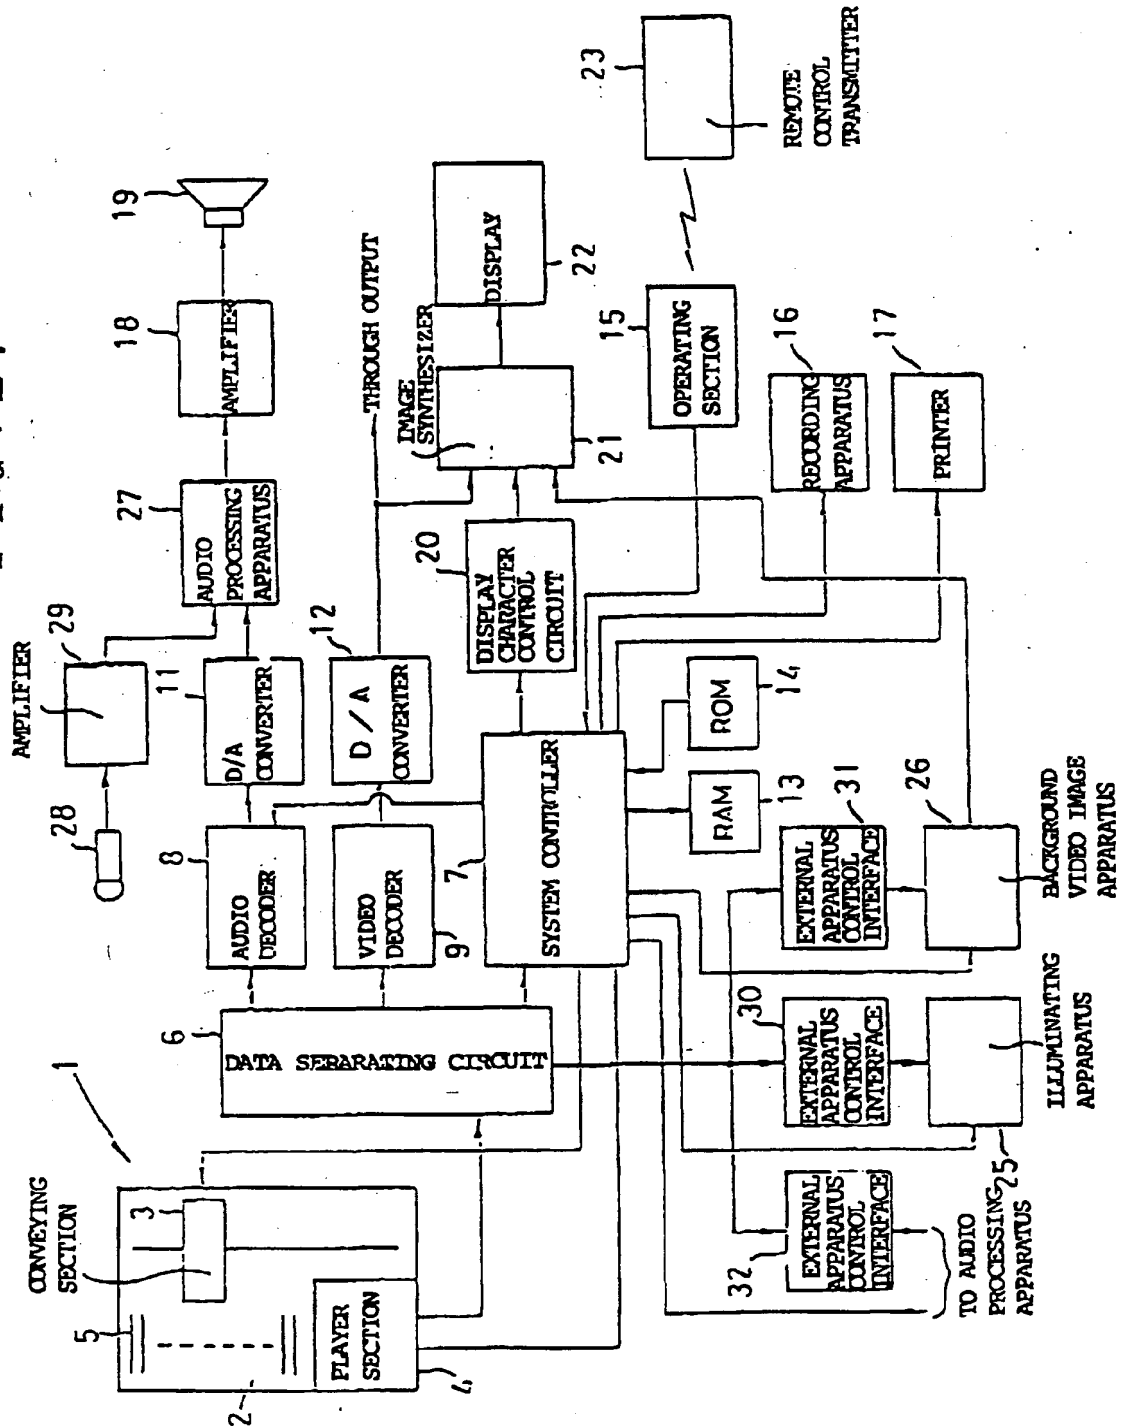 1
CONVEYING
SECTION
3
5
2
PLAYER
SECTION
4
6
DATA SEBARATING CIRCUIT
AMPLIFIER
29
28
8
AUDIO
DECODER
11
D/A
CONVERTER
27
AUDIO
PROCESSING
APPARATUS
18
AMPLIFIER
19
VIDEO
DECODER
9
12
D/A
CONVERTER
THROUGH OUTPUT
7
SYSTEM CONTROLLER
20
DISPLAY
CHARACTER
CONTROL
CIRCUIT
IMAGE
SYNTHESIZER
21
DISPLAY
22
15
OPERATING
SECTION
23
REMOTE
CONTROL
TRANSMITTER
RAM
13
ROM
14
16
RECORDING
APPARATUS
17
PRINTER
32
EXTERNAL
APPARATUS
CONTROL
INTERFACE
30
EXTERNAL
APPARATUS
CONTROL
INTERFACE
EXTERNAL
APPARATUS
CONTROL
INTERFACE
31
TO AUDIO
PROCESSING
APPARATUS
25
ILLUMINATING
APPARATUS
26
BACKGROUND
VIDEO IMAGE
APPARATUS